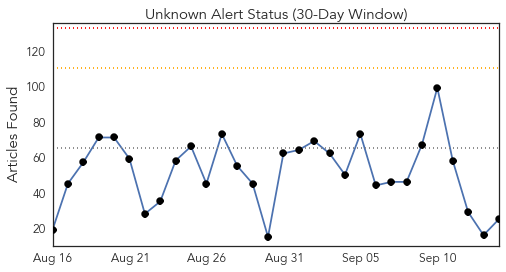 Unknown Alert Status (30-Day Window)
Articles Found
120
100
80
60
40
20
Aug 16
Aug 21
Aug 26
Aug 31
Sep 05
Sep 10